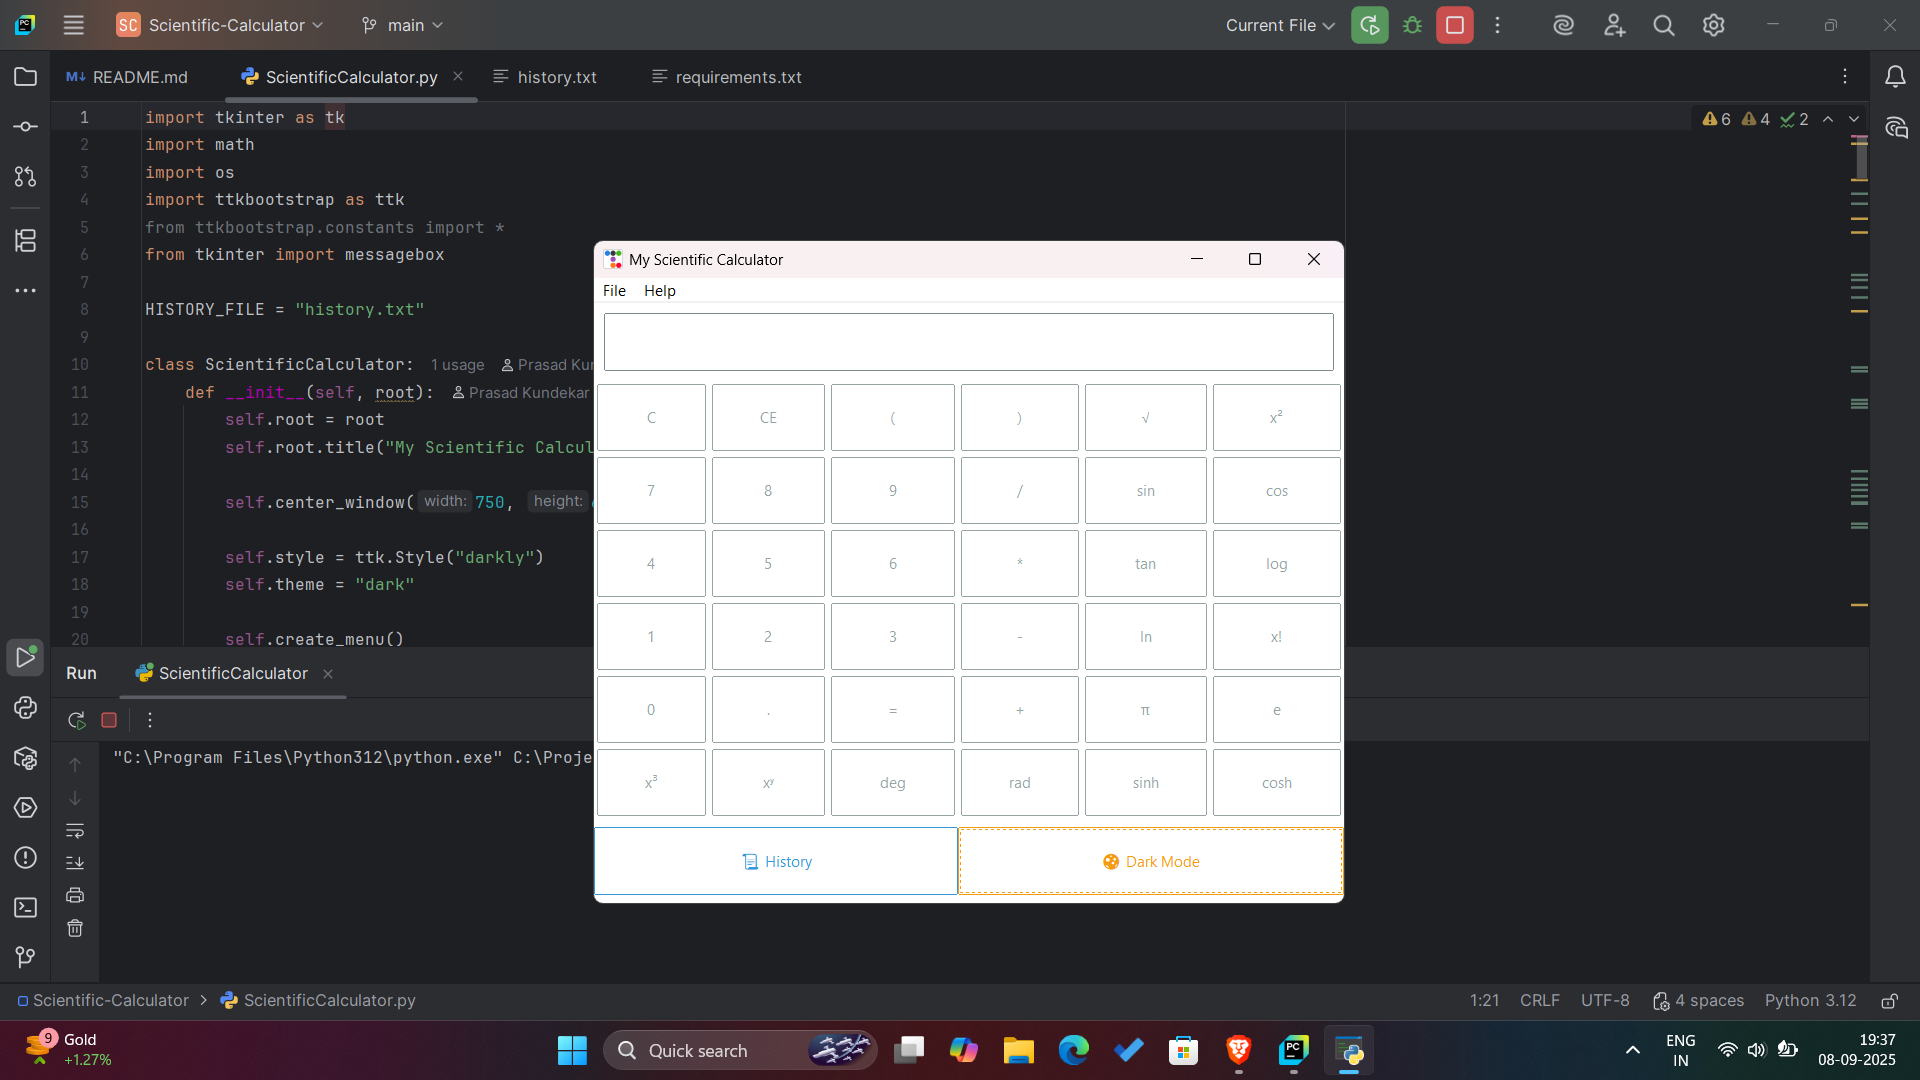 SC Scientific-Calculator main Current File
README.md ScientificCalculator.py history.txt requirements.txt
6 4 2
1 import tkinter as tk
2 import math
3 import os
4 import ttkbootstrap as ttk
5 from ttkbootstrap.constants import *
6 from tkinter import messagebox
7
8 HISTORY_FILE = "history.txt"
9
10 class ScientificCalculator: 1 usage Prasad Kun
11 def __init__(self, root): Prasad Kundekar
12 self.root = root
13 self.root.title("My Scientific Calcul
14
15 self.center_window( width: 750, height:
16
17 self.style = ttk.Style("darkly")
18 self.theme = "dark"
19
20 self.create_menu()
My Scientific Calculator
File Help
C CE ( ) √ x²
7 8 9 / sin cos
4 5 6 * tan log
1 2 3 - ln x!
0 . = + π e
x³ xʸ deg rad sinh cosh
History Dark Mode
Run ScientificCalculator
"C:\Program Files\Python312\python.exe" C:\Proje
Scientific-Calculator > ScientificCalculator.py 1:21 CRLF UTF-8 4 spaces Python 3.12
9 Gold
+1.27%
Quick search
ENG
IN
19:37
08-09-2025